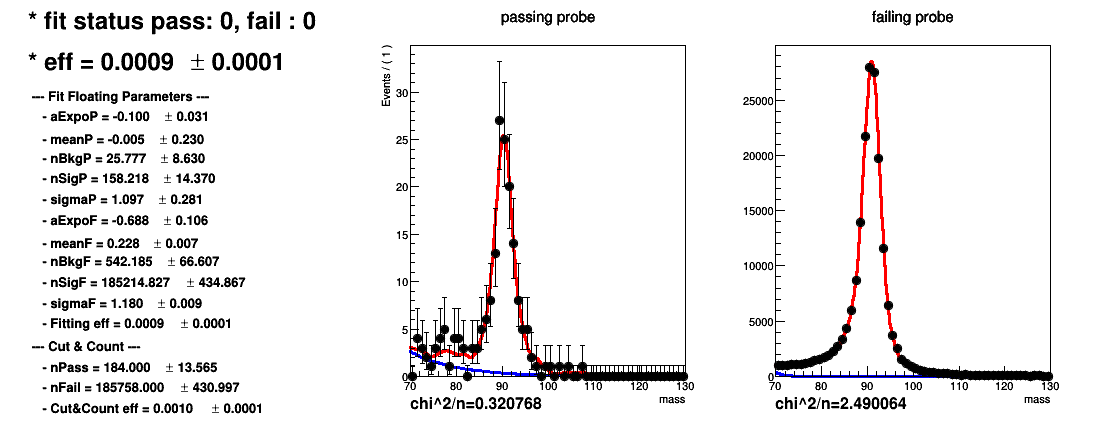 * fit status pass: 0, fail : 0
* eff = 0.0009 ± 0.0001
--- Fit Floating Parameters ---
- aExpoP = -0.100 ± 0.031
- meanP = -0.005 ± 0.230
- nBkgP = 25.777 ± 8.630
- nSigP = 158.218 ± 14.370
- sigmaP = 1.097 ± 0.281
- aExpoF = -0.688 ± 0.106
- meanF = 0.228 ± 0.007
- nBkgF = 542.185 ± 66.607
- nSigF = 185214.827 ± 434.867
- sigmaF = 1.180 ± 0.009
- Fitting eff = 0.0009 ± 0.0001
--- Cut & Count ---
- nPass = 184.000 ± 13.565
- nFail = 185758.000 ± 430.997
- Cut&Count eff = 0.0010 ± 0.0001
passing probe
Events / ( 1 )
30
25
20
15
10
5
0
70 80 90 100 110 120 130
mass
chi^2/n=0.320768
failing probe
25000
20000
15000
10000
5000
0
70 80 90 100 110 120 130
mass
chi^2/n=2.490064